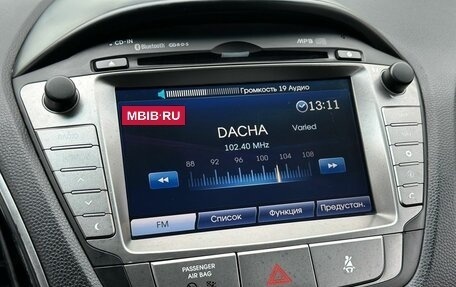 CD-IN
Bluetooth
MP3
Громкость 19 Аудио
MBIB·RU
13:11
DACHA
Varied
102.40 MHz
88 92 96 100 104 108
FM
Список
Функция
Предустан.
PASSENGER
AIR BAG